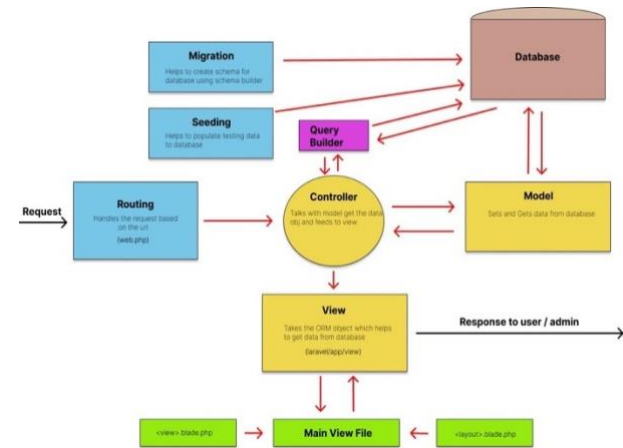 Migration
Helps to create schema for
database using schema builder
Database
Seeding
Helps to populate testing data
to database
Query
Builder
Routing
Handles the request based
on the url
(web.php)
Request
Controller
Talks with model get the data
obj and feeds to view
Model
Sets and Gets data from database
View
Takes the ORM object which helps
to get data from database
(laravel/app/view)
Response to user / admin
<view>.blade.php
Main View File
<layout>.blade.php